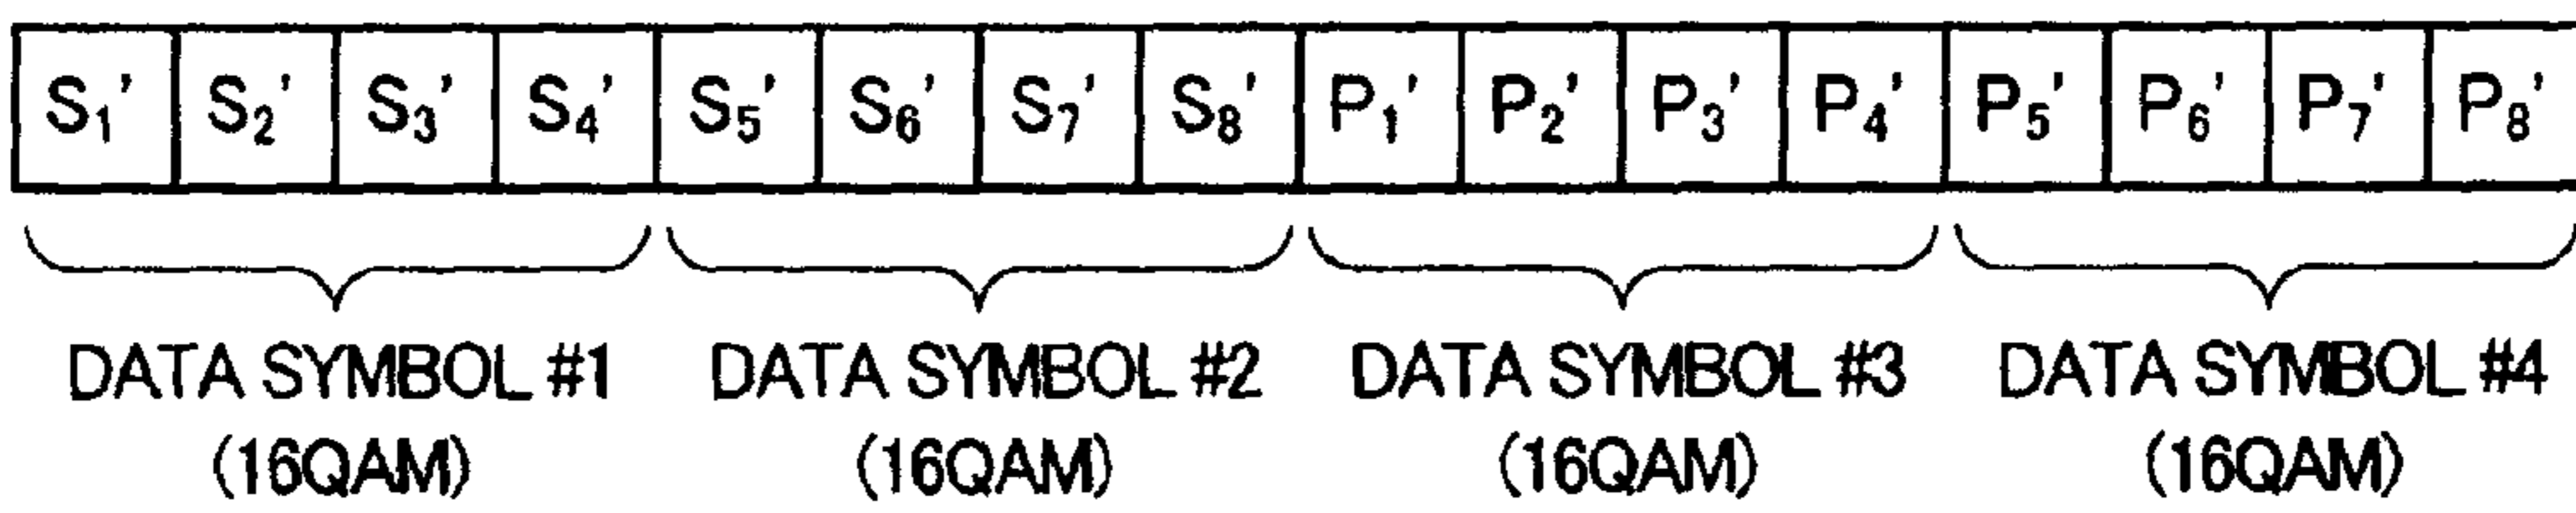 S₁' S₂' S₃' S₄' S₅' S₆' S₇' S₈' P₁' P₂' P₃' P₄' P₅' P₆' P₇' P₈'
DATA SYMBOL #1 DATA SYMBOL #2 DATA SYMBOL #3 DATA SYMBOL #4
(16QAM) (16QAM) (16QAM) (16QAM)